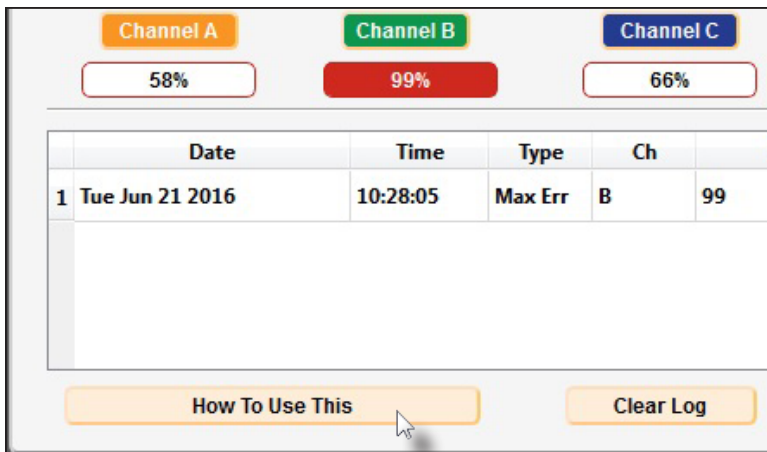 Channel A Channel B Channel C
58% 99% 66%
Date Time Type Ch
1 Tue Jun 21 2016 10:28:05 Max Err B 99
How To Use This Clear Log